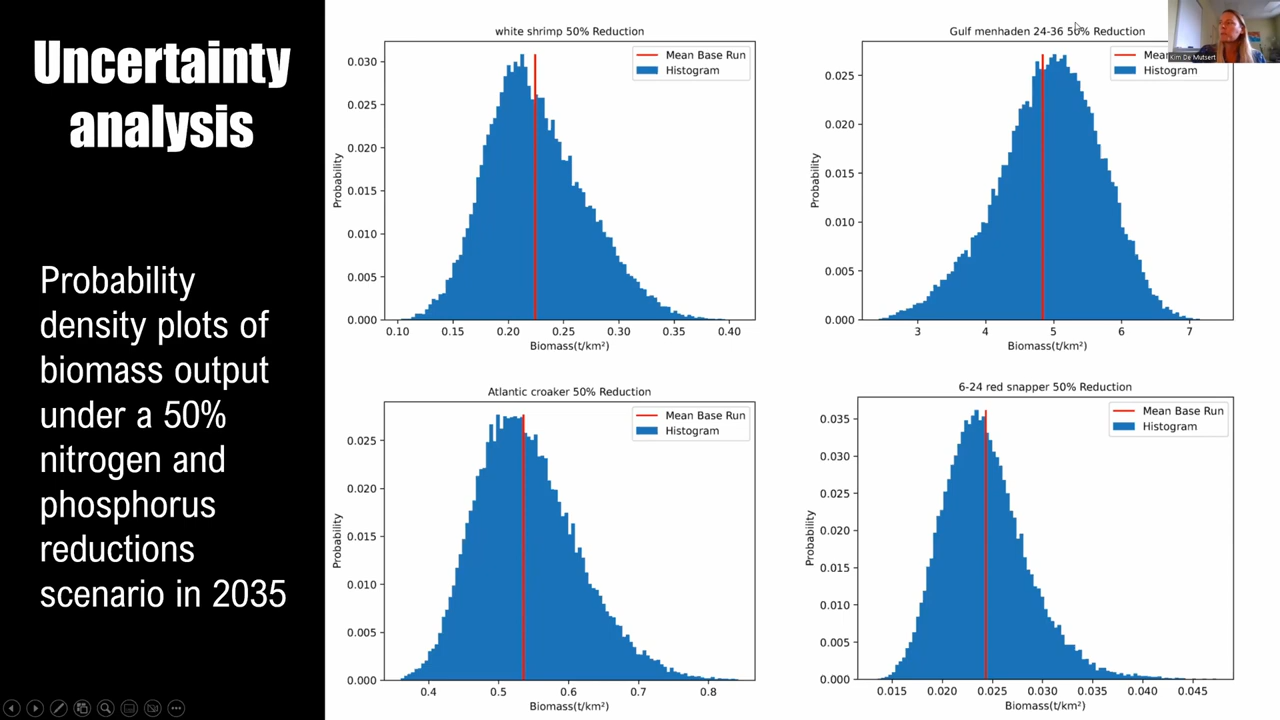 Uncertainty
analysis
Probability
density plots of
biomass output
under a 50%
nitrogen and
phosphorus
reductions
scenario in 2035
white shrimp 50% Reduction
Mean Base Run
Histogram
Probability
0.030
0.025
0.020
0.015
0.010
0.005
0.000
0.10 0.15 0.20 0.25 0.30 0.35 0.40
Biomass(t/km²)
Gulf menhaden 24-36 50% Reduction
Mean
Histogram
Kim De Mutsert
Probability
0.025
0.020
0.015
0.010
0.005
0.000
3 4 5 6 7
Biomass(t/km²)
Atlantic croaker 50% Reduction
Mean Base Run
Histogram
Probability
0.025
0.020
0.015
0.010
0.005
0.000
0.4 0.5 0.6 0.7 0.8
Biomass(t/km²)
6-24 red snapper 50% Reduction
Mean Base Run
Histogram
Probability
0.035
0.030
0.025
0.020
0.015
0.010
0.005
0.000
0.015 0.020 0.025 0.030 0.035 0.040 0.045
Biomass(t/km²)